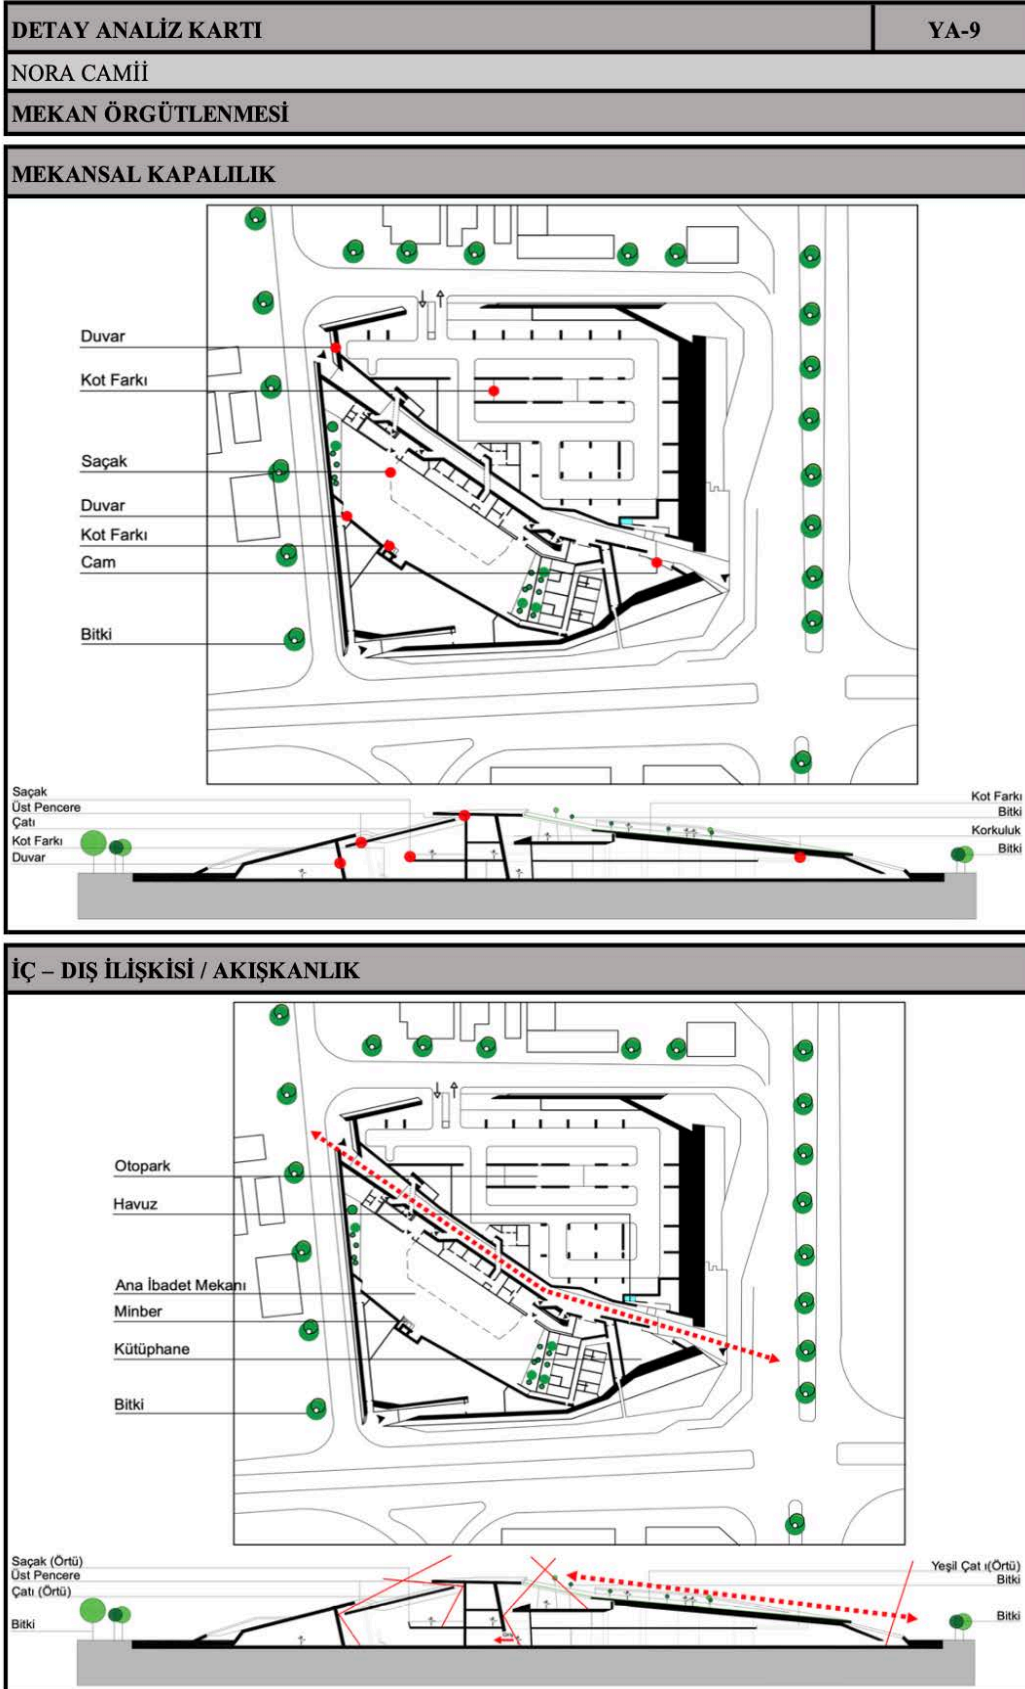 DETAY ANALİZ KARTI
YA-9
NORA CAMİİ
MEKAN ÖRGÜTLENMESİ
MEKANSAL KAPALILIK
Duvar
Kot Farkı
Saçak
Duvar
Kot Farkı
Cam
Bitki
Saçak
Üst Pencere
Çatı
Kot Farkı
Duvar
Kot Farkı
Bitki
Korkuluk
Bitki
İÇ – DIŞ İLİŞKİSİ / AKIŞKANLIK
Otopark
Havuz
Ana İbadet Mekanı
Minber
Kütüphane
Bitki
Saçak (Örtü)
Üst Pencere
Çatı (Örtü)
Bitki
Yeşil Çat ı(Örtü)
Bitki
Bitki